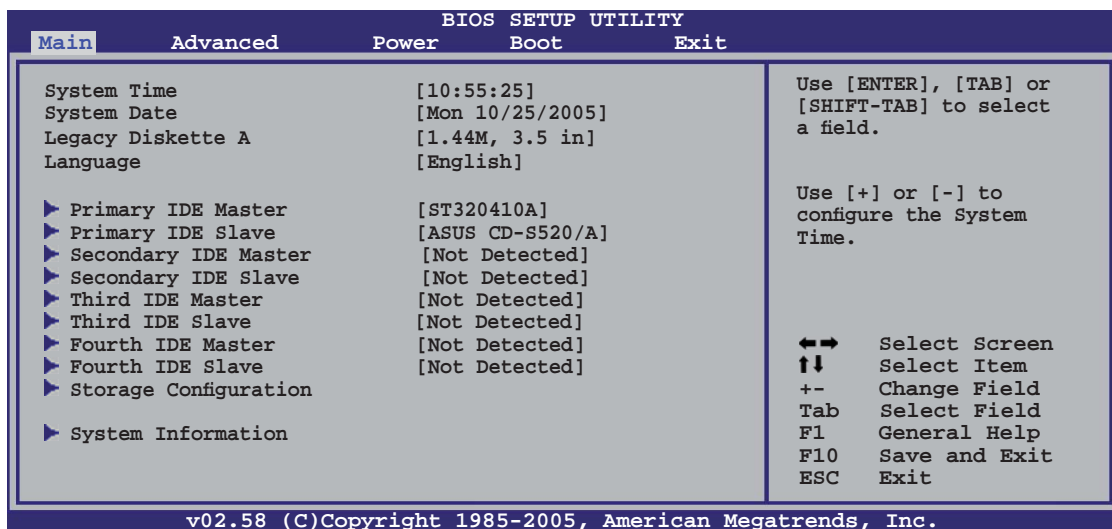 BIOS SETUP UTILITY
Main Advanced Power Boot Exit
System Time [10:55:25]
System Date [Mon 10/25/2005]
Legacy Diskette A [1.44M, 3.5 in]
Language [English]
Primary IDE Master [ST320410A]
Primary IDE Slave [ASUS CD-S520/A]
Secondary IDE Master [Not Detected]
Secondary IDE Slave [Not Detected]
Third IDE Master [Not Detected]
Third IDE Slave [Not Detected]
Fourth IDE Master [Not Detected]
Fourth IDE Slave [Not Detected]
Storage Configuration
System Information
Use [ENTER], [TAB] or
[SHIFT-TAB] to select
a field.
Use [+] or [-] to
configure the System
Time.
←→ Select Screen
↑↓ Select Item
+- Change Field
Tab Select Field
F1 General Help
F10 Save and Exit
ESC Exit
v02.58 (C)Copyright 1985-2005, American Megatrends, Inc.